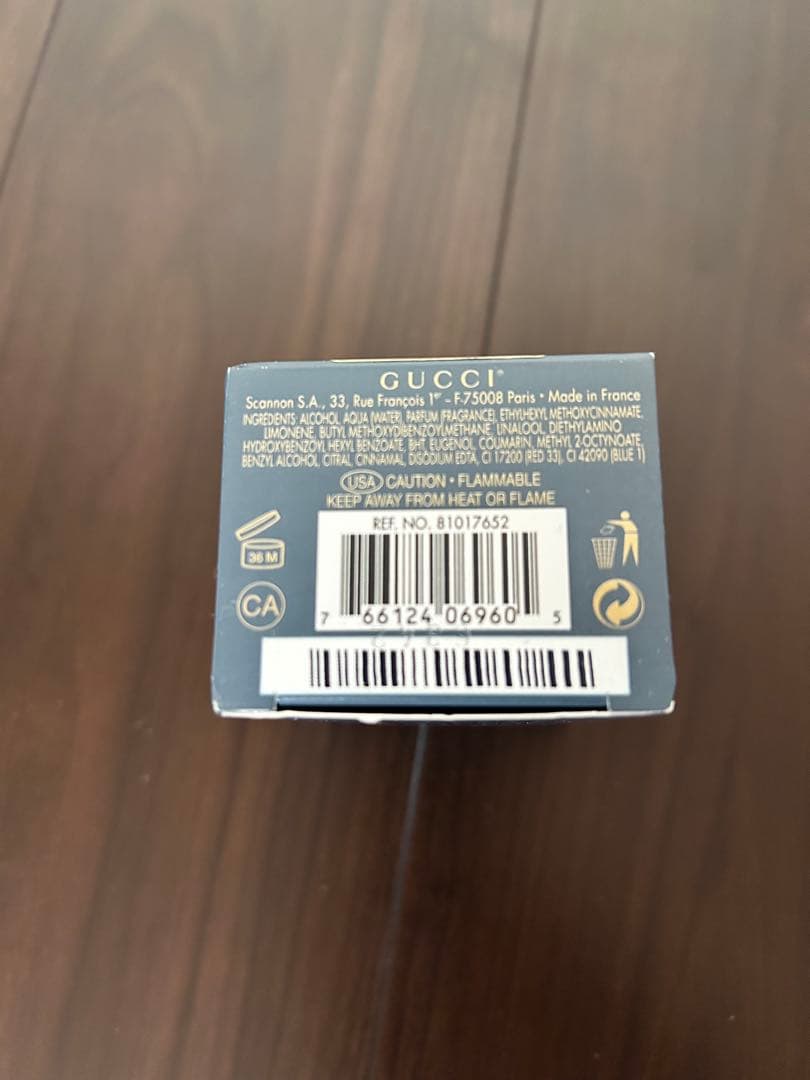 GUCCI®
Scannon S.A., 33, Rue François 1er - F-75008 Paris • Made in France
INGREDIENTS: ALCOHOL, AQUA (WATER), PARFUM (FRAGRANCE), ETHYLHEXYL METHOXYCINNAMATE,
LIMONENE, BUTYL METHOXYDIBENZOYLMETHANE, LINALOOL, DIETHYLAMINO
HYDROXYBENZOYL HEXYL BENZOATE, BHT, EUGENOL, COUMARIN, METHYL 2-OCTYNOATE,
BENZYL ALCOHOL, CITRAL, CINNAMAL, DISODIUM EDTA, CI 17200 (RED 33), CI 42090 (BLUE 1)
USA CAUTION • FLAMMABLE
KEEP AWAY FROM HEAT OR FLAME
REF. NO. 81017652
36 M
CA
7 66124 06960 5